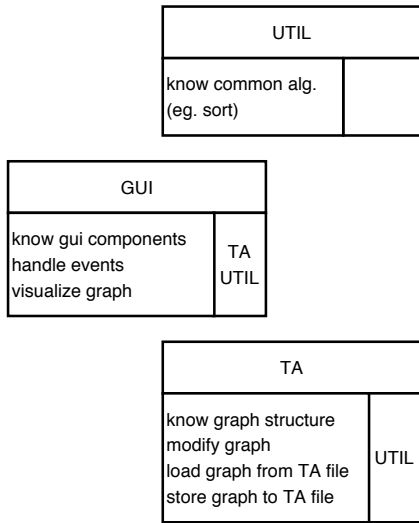 UTIL
know common alg.
(eg. sort)
GUI
know gui components
handle events
visualize graph
TA
UTIL
TA
know graph structure
modify graph
load graph from TA file
store graph to TA file
UTIL